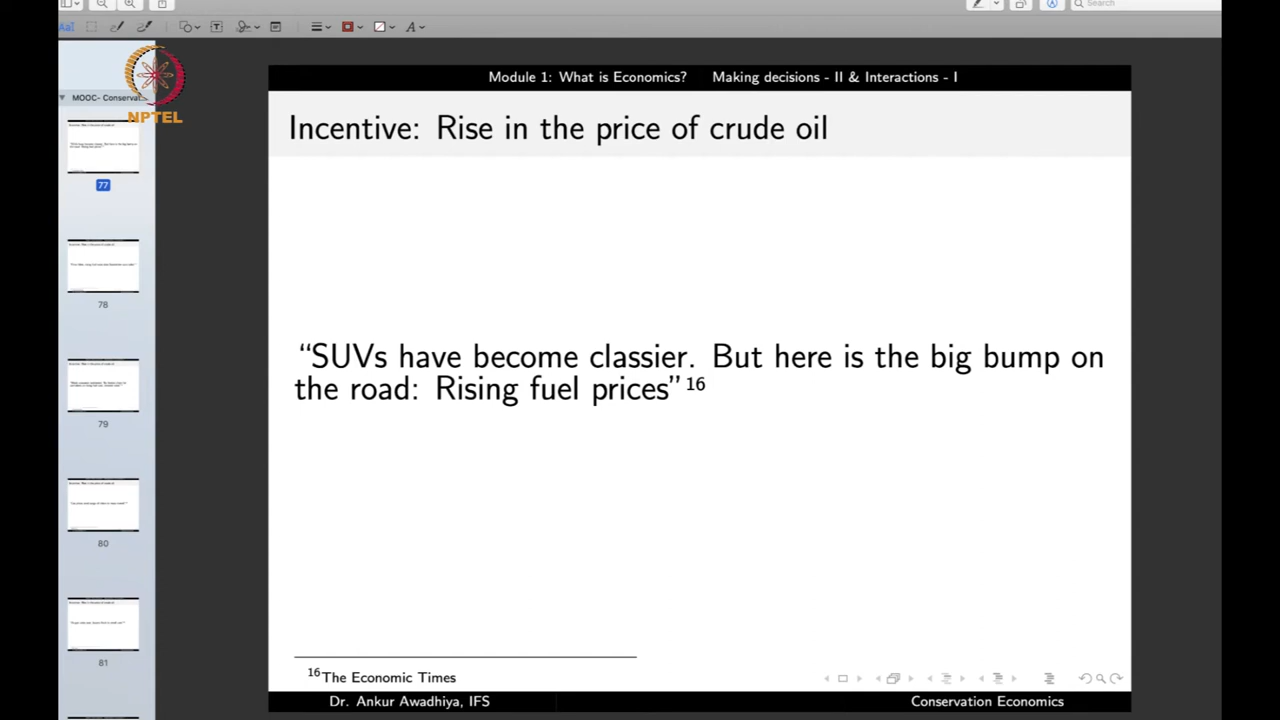 Search
MOOC- Conservat...
NPTEL
77
78
79
80
81
Module 1: What is Economics? Making decisions - II & Interactions - I
Incentive: Rise in the price of crude oil
“SUVs have become classier. But here is the big bump on
the road: Rising fuel prices”16
16The Economic Times
Dr. Ankur Awadhiya, IFS Conservation Economics